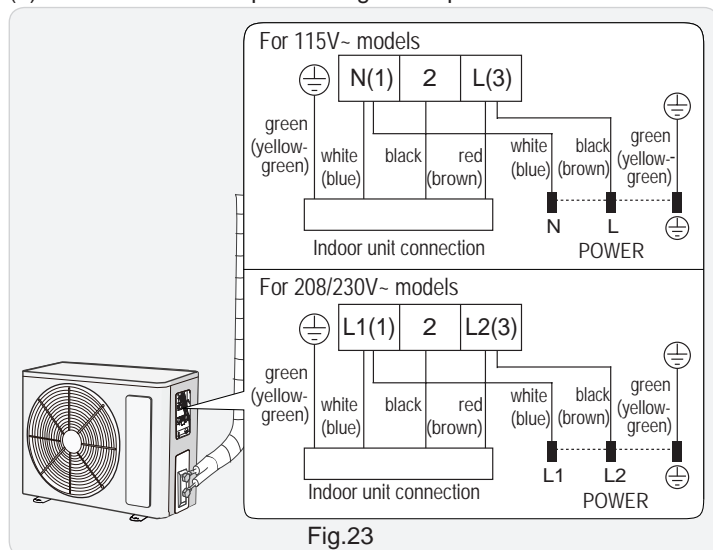 For 115V~ models
N(1) 2 L(3)
green
(yellow-
green)
white
(blue)
black
red
(brown)
white
(blue)
black
(brown)
green
(yellow-
green)
N L
Indoor unit connection
POWER
For 208/230V~ models
L1(1) 2 L2(3)
green
(yellow-
green)
white
(blue)
black
red
(brown)
white
(blue)
black
(brown)
green
(yellow-
green)
L1 L2
Indoor unit connection
POWER
Fig.23